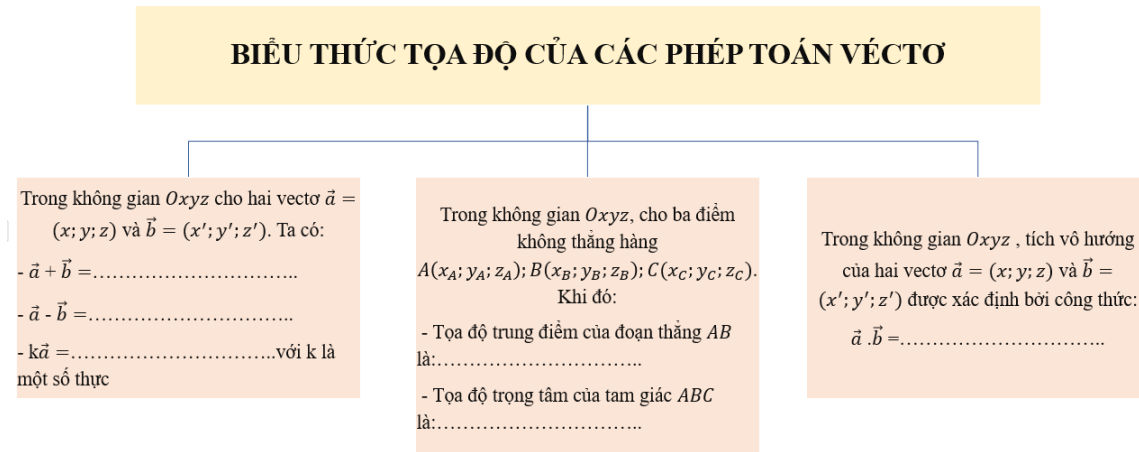 BIỂU THỨC TỌA ĐỘ CỦA CÁC PHÉP TOÁN VÉCTƠ
Trong không gian Oxyz cho hai vectơ a⃗ =
(x; y; z) và b⃗ = (x′; y′; z′). Ta có:
- a⃗ + b⃗ =…………………………..
- a⃗ - b⃗ =…………………………..
- ka⃗ =…………………………..với k là
một số thực
Trong không gian Oxyz, cho ba điểm
không thẳng hàng
A(x_A; y_A; z_A); B(x_B; y_B; z_B); C(x_C; y_C; z_C).
Khi đó:
- Tọa độ trung điểm của đoạn thẳng AB
là:…………………………..
- Tọa độ trọng tâm của tam giác ABC
là:…………………………..
Trong không gian Oxyz , tích vô hướng
của hai vectơ a⃗ = (x; y; z) và b⃗ =
(x′; y′; z′) được xác định bởi công thức:
a⃗ .b⃗ =…………………………..